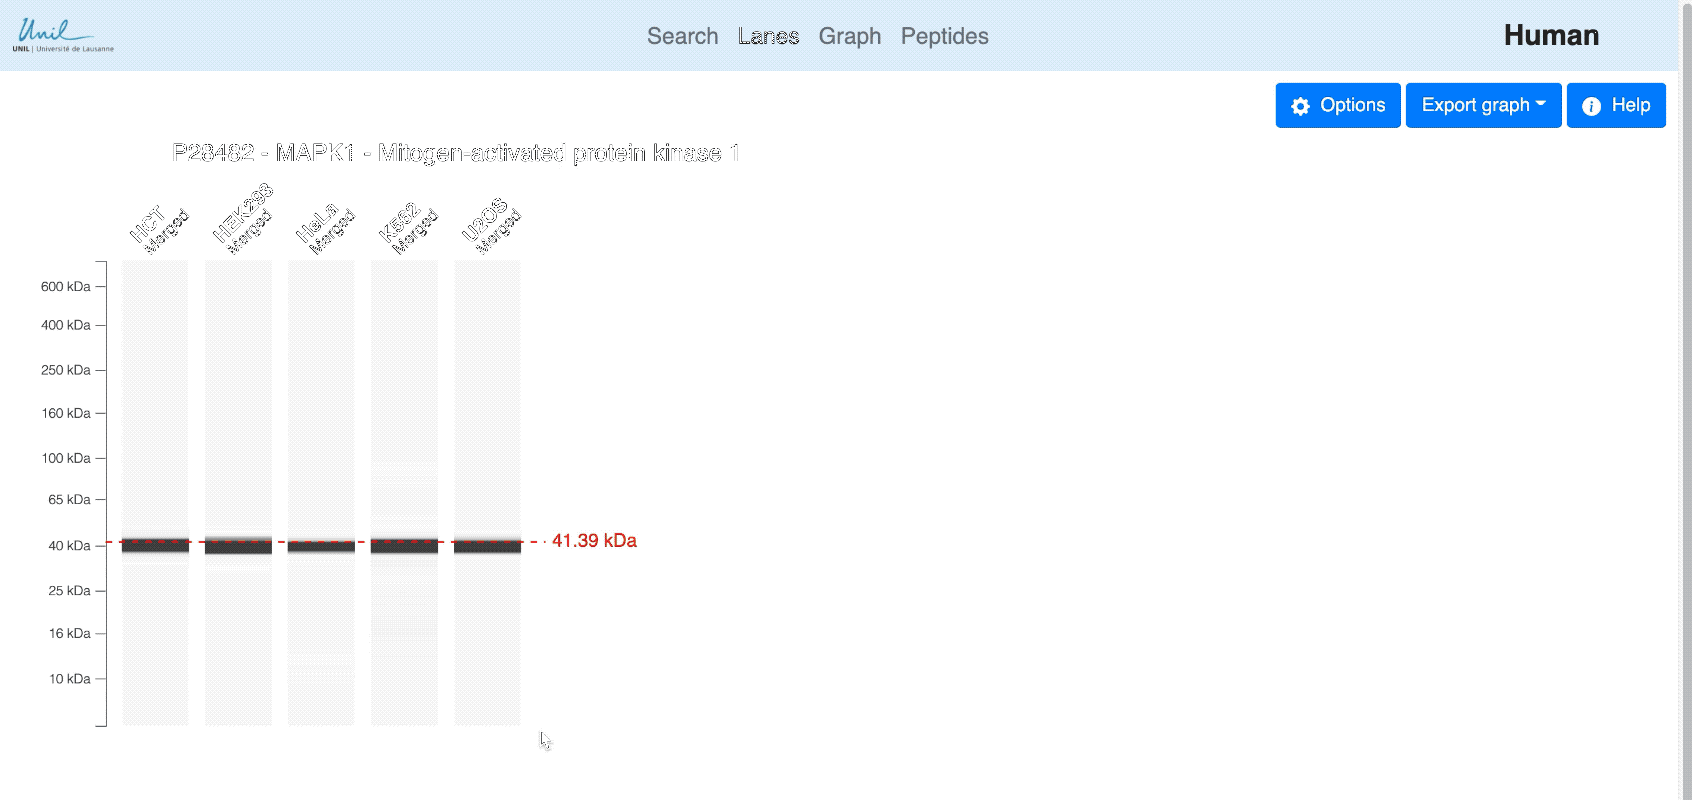 Unil
UNIL | Université de Lausanne
Search Lanes Graph Peptides
Human
Options Export graph Help
P28482 - MAPK1 - Mitogen-activated protein kinase 1
HCT Merged
HEK293 Merged
HeLa Merged
K562 Merged
U2OS Merged
600 kDa
400 kDa
250 kDa
160 kDa
100 kDa
65 kDa
40 kDa
41.39 kDa
25 kDa
16 kDa
10 kDa